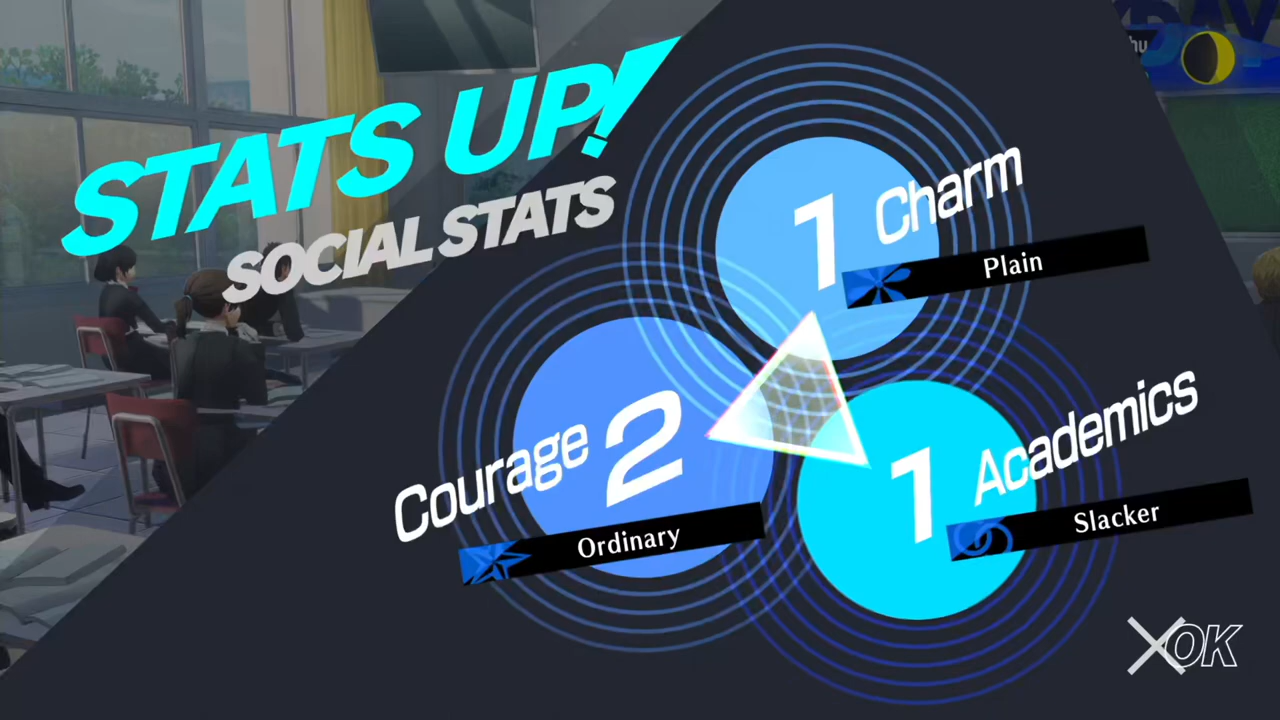 STATS UP!
SOCIAL STATS
1 Charm
Plain
Courage 2
Ordinary
1 Academics
Slacker
OK